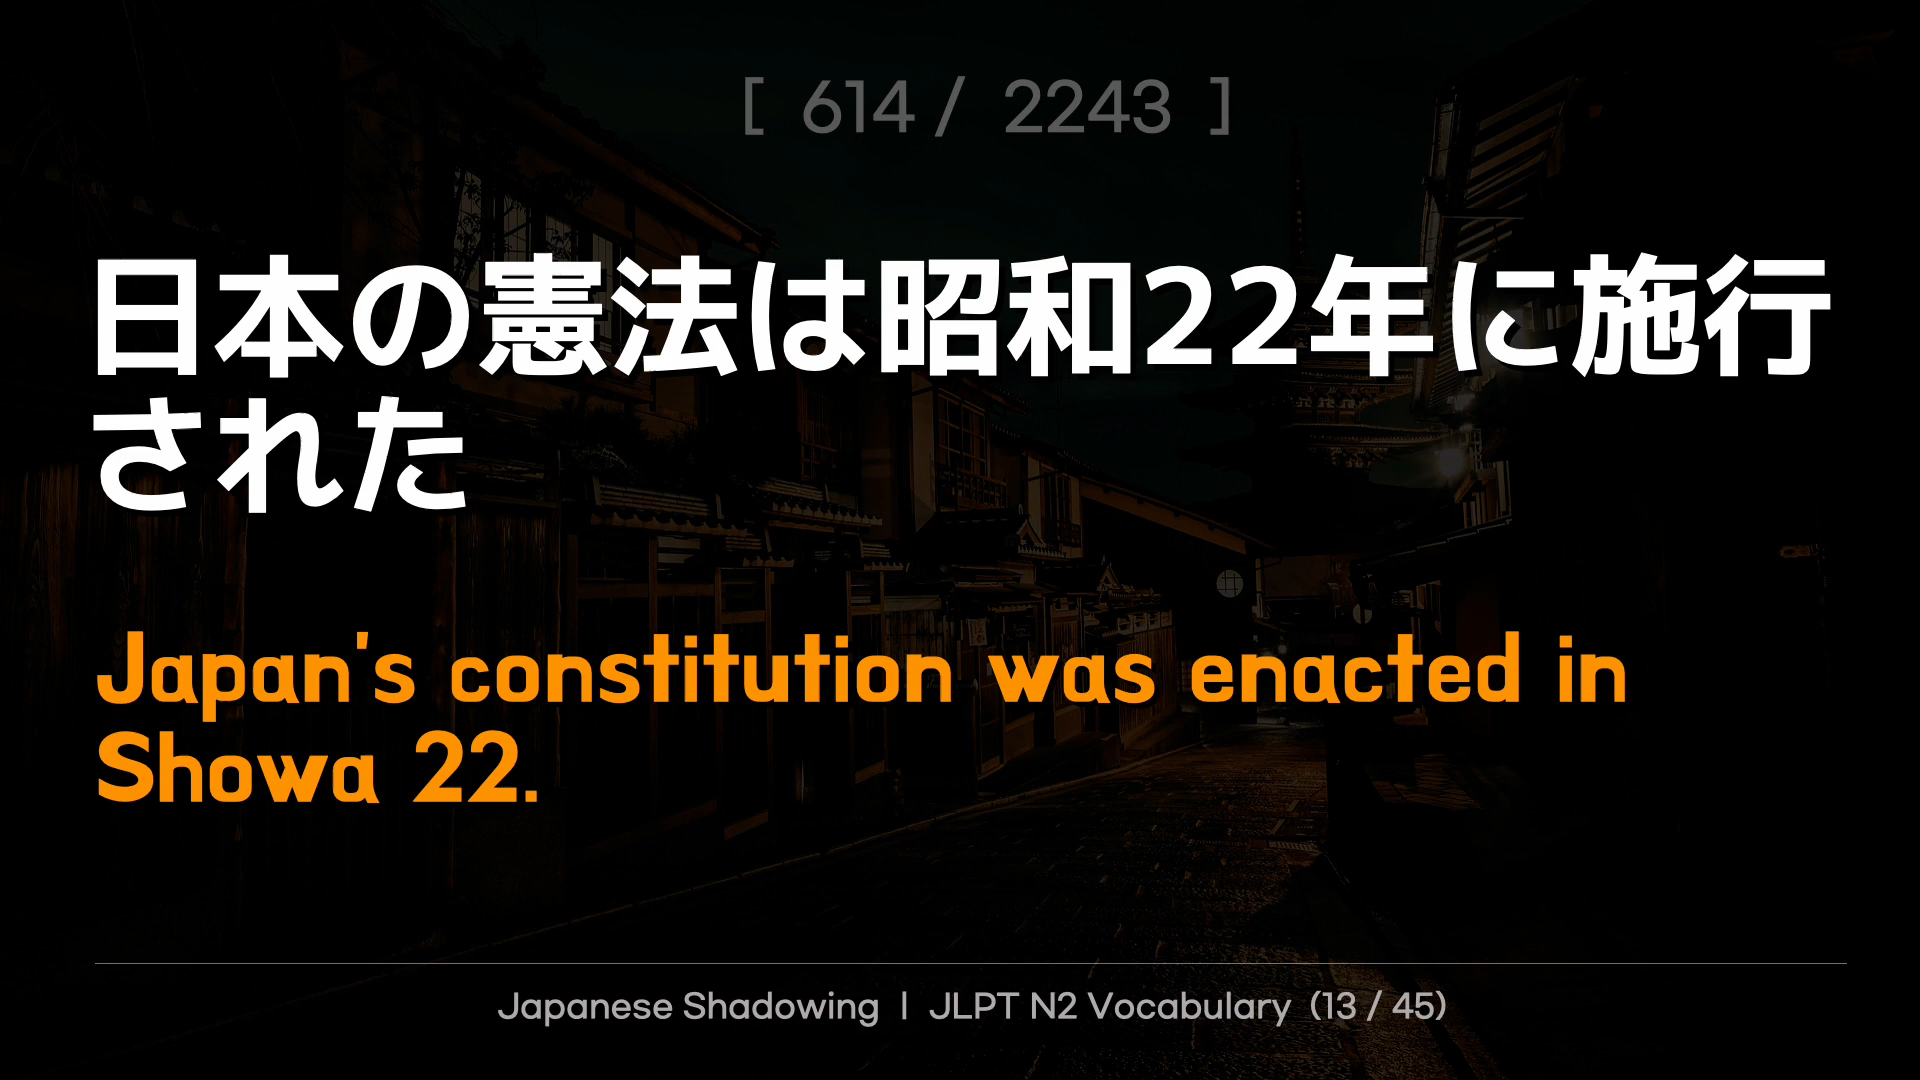 [ 614 / 2243 ]
日本の憲法は昭和22年に施行
された
Japan's constitution was enacted in
Showa 22.
Japanese Shadowing | JLPT N2 Vocabulary (13 / 45)